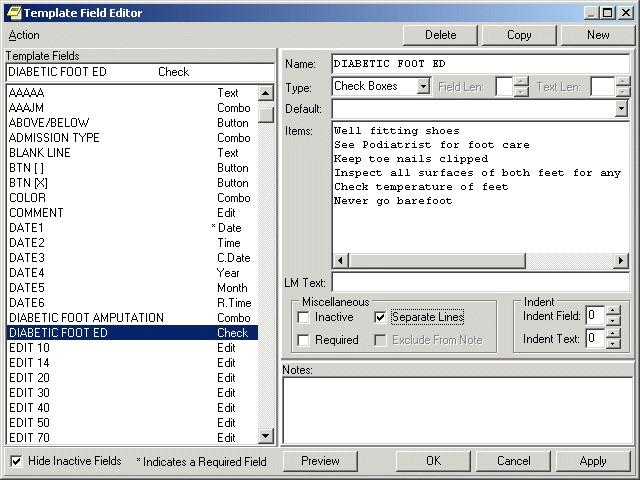 Template Field Editor
Action
Delete Copy New
Template Fields
DIABETIC FOOT ED Check
AAAAA Text
AAAJM Combo
ABOVE/BELOW Button
ADMISSION TYPE Combo
BLANK LINE Text
BTN [ ] Button
BTN [X] Button
COLOR Combo
COMMENT Edit
DATE1 * Date
DATE2 Time
DATE3 C.Date
DATE4 Year
DATE5 Month
DATE6 R.Time
DIABETIC FOOT AMPUTATION Combo
DIABETIC FOOT ED Check
EDIT 10 Edit
EDIT 14 Edit
EDIT 20 Edit
EDIT 30 Edit
EDIT 40 Edit
EDIT 50 Edit
EDIT 70 Edit
Name: DIABETIC FOOT ED
Type: Check Boxes Field Len: Text Len:
Default:
Items:
Well fitting shoes
See Podiatrist for foot care
Keep toe nails clipped
Inspect all surfaces of both feet for any
Check temperature of feet
Never go barefoot
LM Text:
Miscellaneous
Inactive Separate Lines
Required Exclude From Note
Indent
Indent Field: 0
Indent Text: 0
Notes:
Hide Inactive Fields * Indicates a Required Field Preview OK Cancel Apply